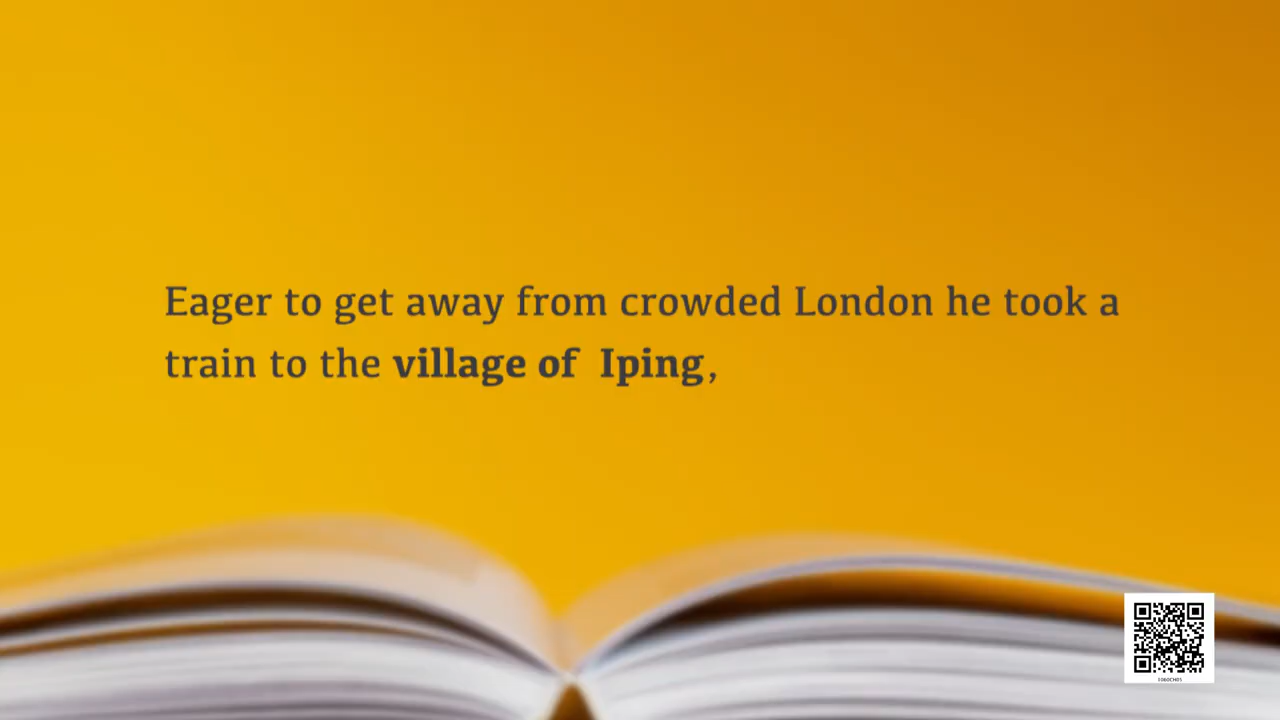 Eager to get away from crowded London he took a
train to the village of Iping,